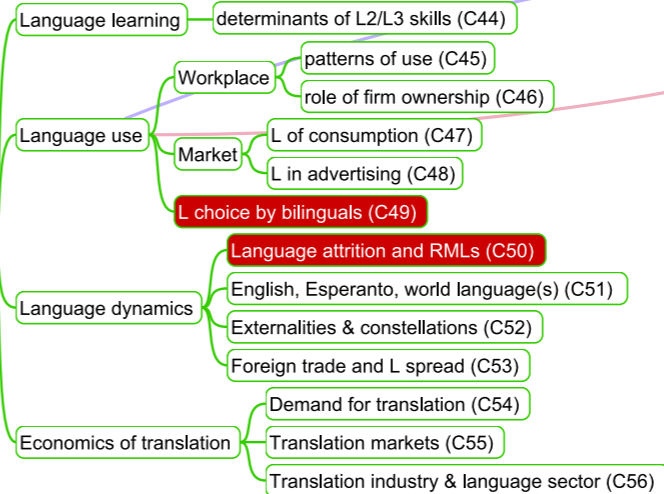 Language learning
determinants of L2/L3 skills (C44)
Language use
Workplace
patterns of use (C45)
role of firm ownership (C46)
Market
L of consumption (C47)
L in advertising (C48)
L choice by bilinguals (C49)
Language dynamics
Language attrition and RMLs (C50)
English, Esperanto, world language(s) (C51)
Externalities & constellations (C52)
Foreign trade and L spread (C53)
Economics of translation
Demand for translation (C54)
Translation markets (C55)
Translation industry & language sector (C56)